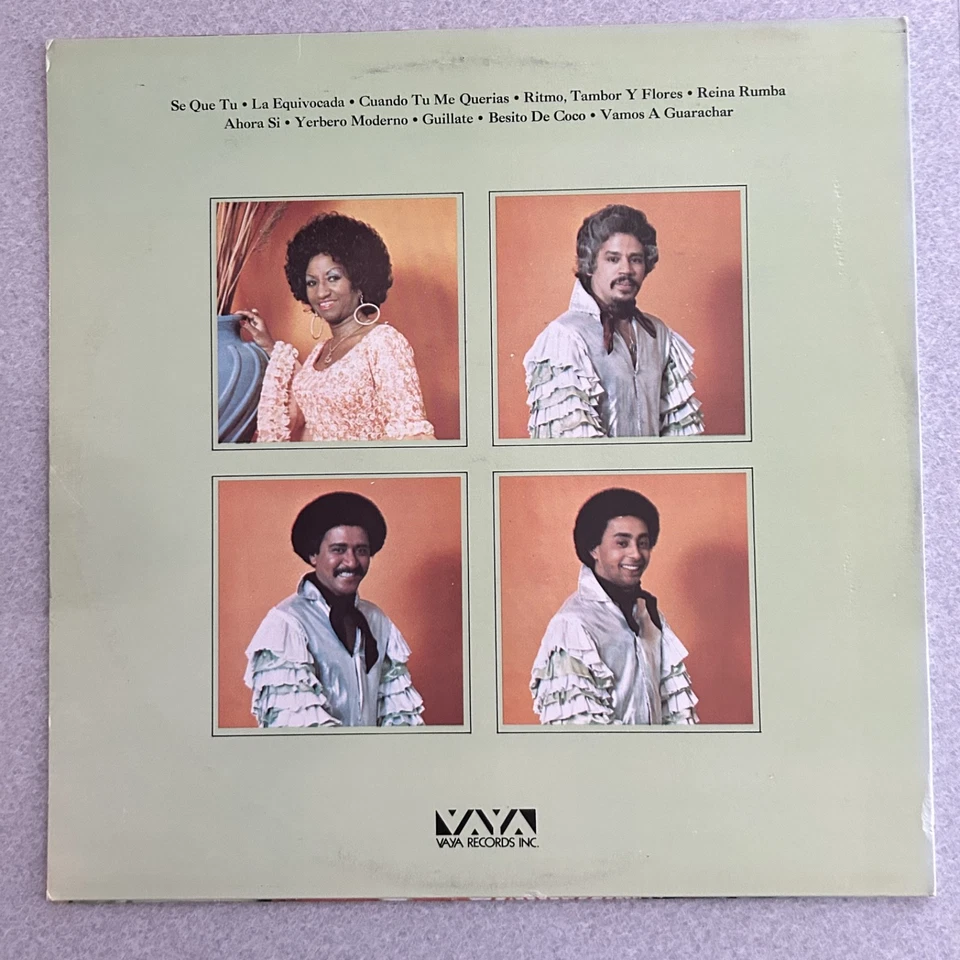 Se Que Tu • La Equivocada • Cuando Tu Me Querias • Ritmo, Tambor Y Flores • Reina Rumba
Ahora Si • Yerbero Moderno • Guillate • Besito De Coco • Vamos A Guarachar
VAYA
VAYA RECORDS INC.